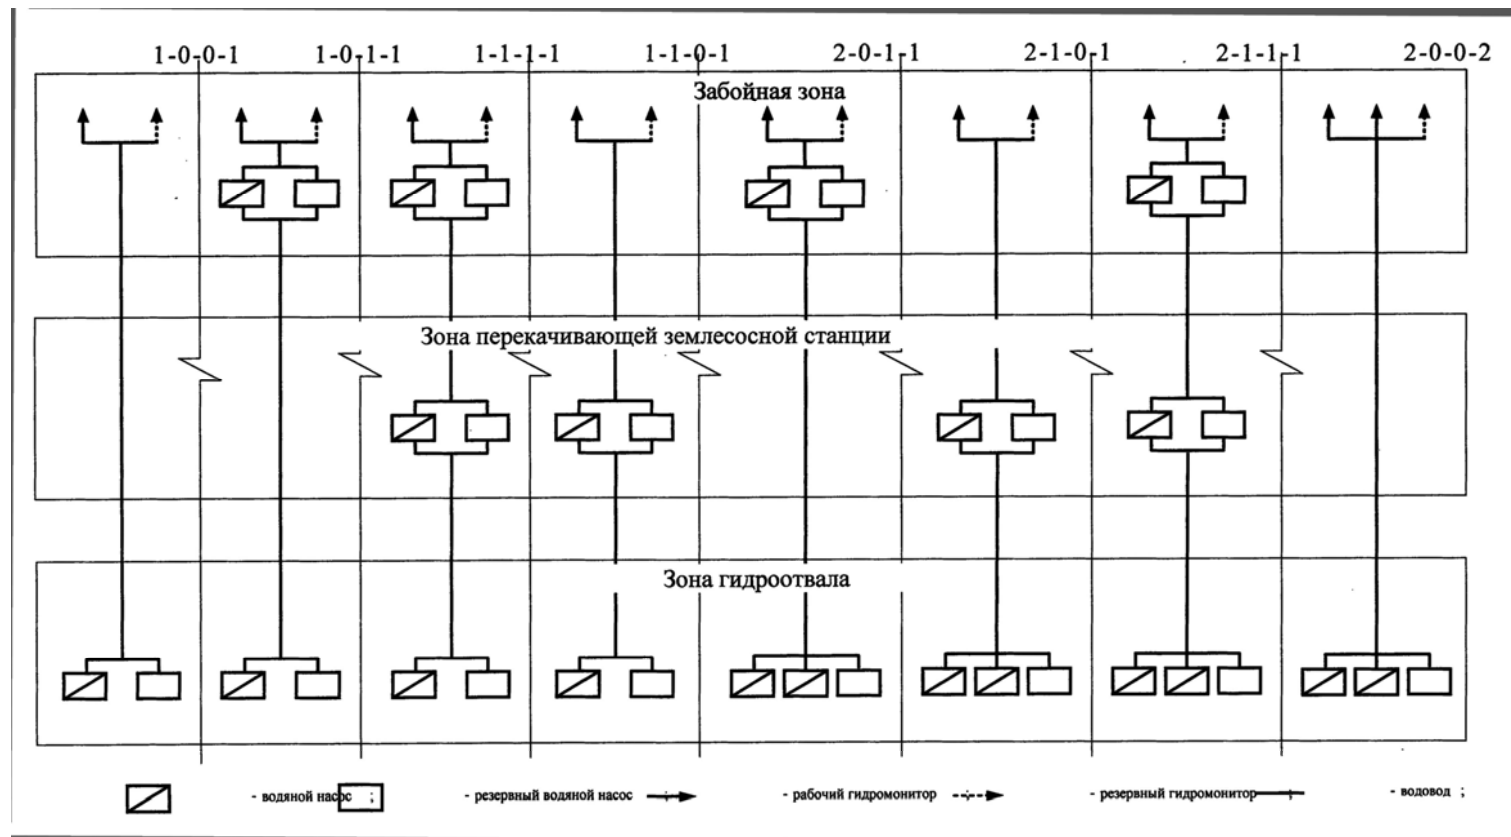 1-0-0-1 1-0-1-1 1-1-1-1 1-1-0-1 2-0-1-1 2-1-0-1 2-1-1-1 2-0-0-2
Забойная зона
Зона перекачивающей землесосной станции
Зона гидроотвала
- водяной насос ; - резервный водяной насос ; - рабочий гидромонитор ; - резервный гидромонитор ; - водовод ;